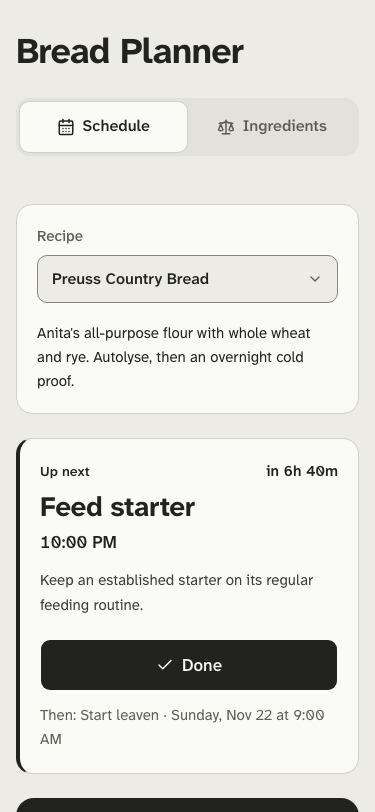 Bread Planner
Schedule
Ingredients
Recipe
Preuss Country Bread
Anita's all-purpose flour with whole wheat
and rye. Autolyse, then an overnight cold
proof.
Up next
in 6h 40m
Feed starter
10:00 PM
Keep an established starter on its regular
feeding routine.
Done
Then: Start leaven · Sunday, Nov 22 at 9:00
AM